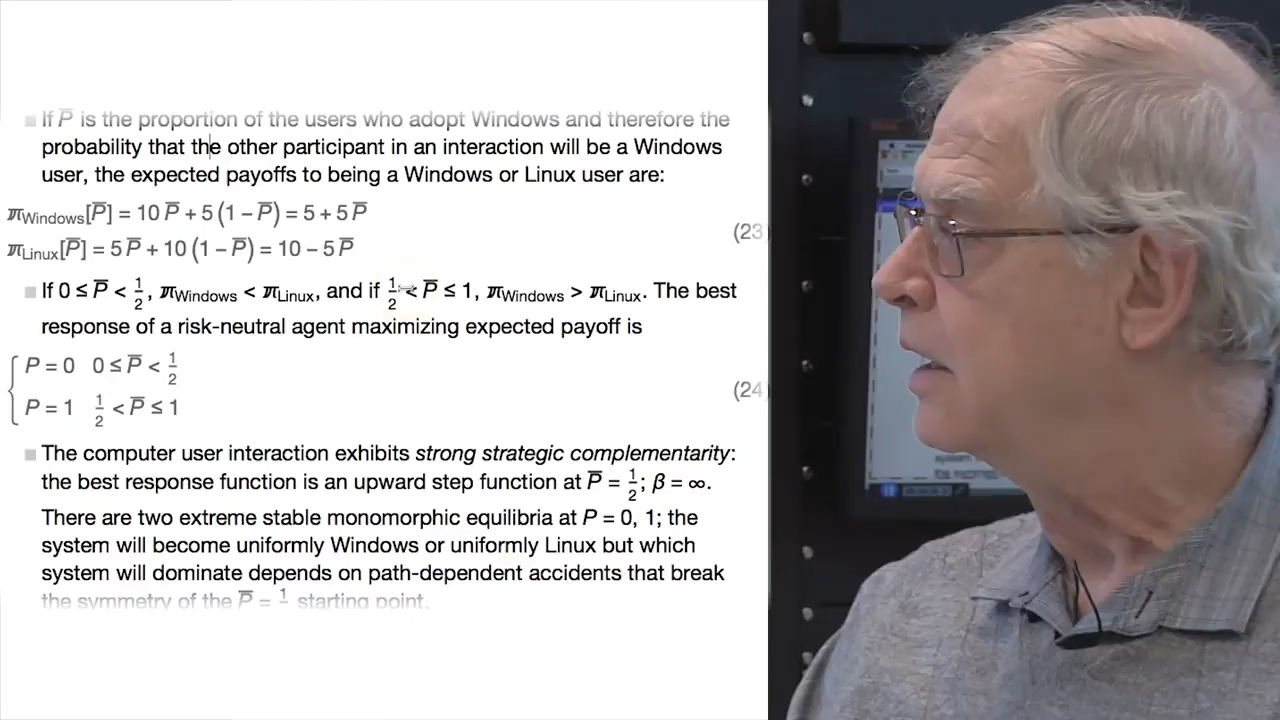 If P̅ is the proportion of the users who adopt Windows and therefore the
probability that the other participant in an interaction will be a Windows
user, the expected payoffs to being a Windows or Linux user are:
π_Windows[P̅] = 10 P̅ + 5 (1 – P̅) = 5 + 5 P̅
π_Linux[P̅] = 5 P̅ + 10 (1 – P̅) = 10 – 5 P̅
(23)
If 0 ≤ P̅ < 1/2, π_Windows < π_Linux, and if 1/2 < P̅ ≤ 1, π_Windows > π_Linux. The best
response of a risk-neutral agent maximizing expected payoff is
P = 0 0 ≤ P̅ < 1/2
P = 1 1/2 < P̅ ≤ 1
(24
The computer user interaction exhibits strong strategic complementarity:
the best response function is an upward step function at P̅ = 1/2; β = ∞.
There are two extreme stable monomorphic equilibria at P = 0, 1; the
system will become uniformly Windows or uniformly Linux but which
system will dominate depends on path-dependent accidents that break
the symmetry of the P̅ = 1/ starting point.